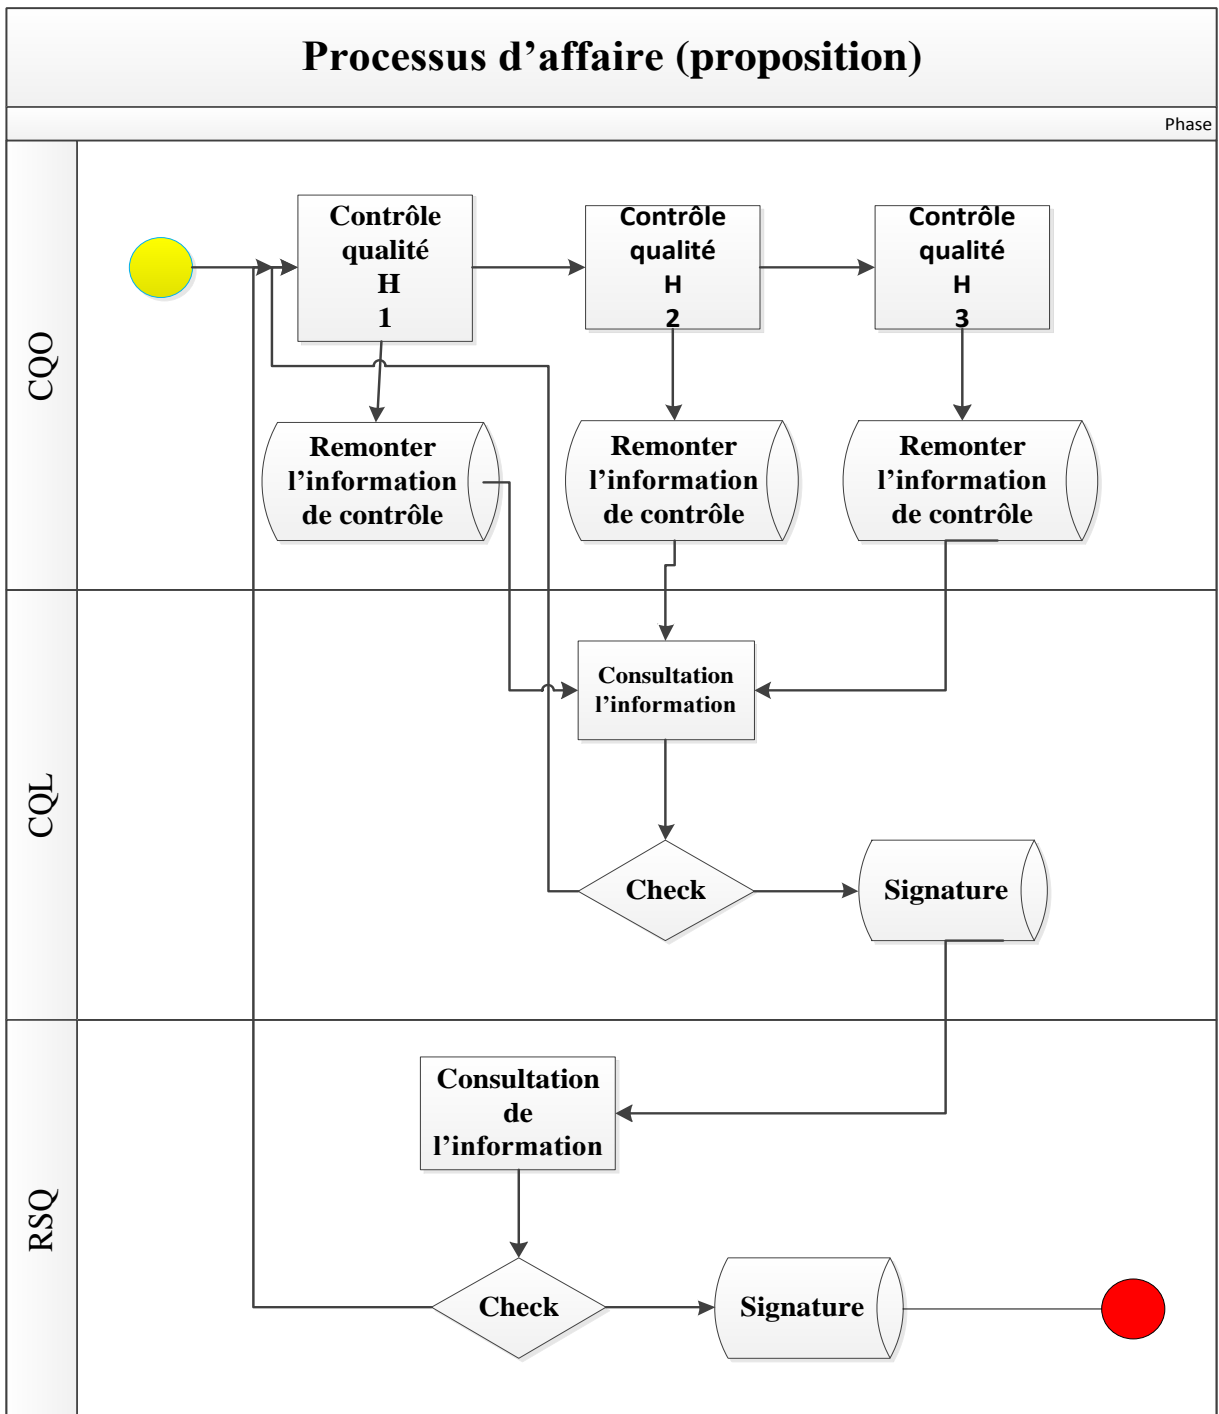 Processus d’affaire (proposition)
Phase
CQO
Contrôle
qualité
H
1
Contrôle
qualité
H
2
Contrôle
qualité
H
3
Remonter
l’information
de contrôle
Remonter
l’information
de contrôle
Remonter
l’information
de contrôle
CQL
Consultation
l’information
Check
Signature
RSQ
Consultation
de
l’information
Check
Signature